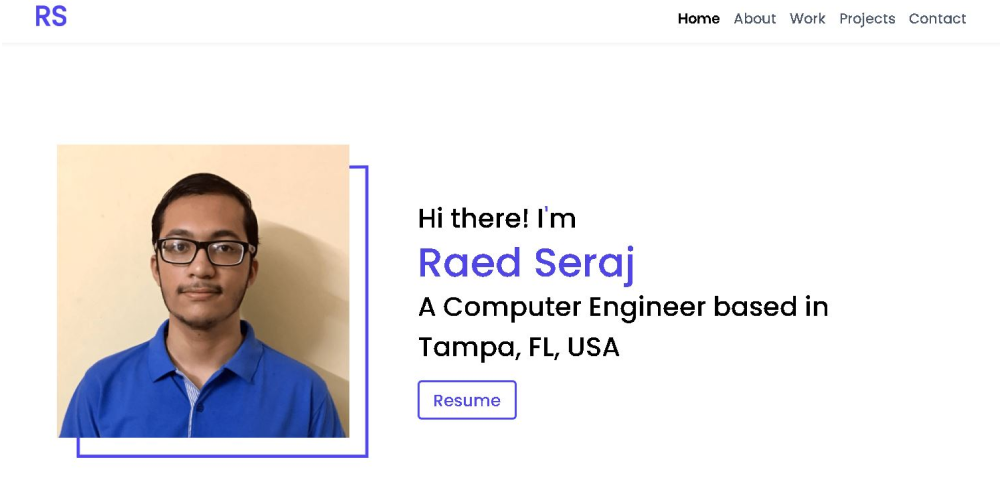 RS
Home About Work Projects Contact
Hi there! I'm
Raed Seraj
A Computer Engineer based in
Tampa, FL, USA
Resume